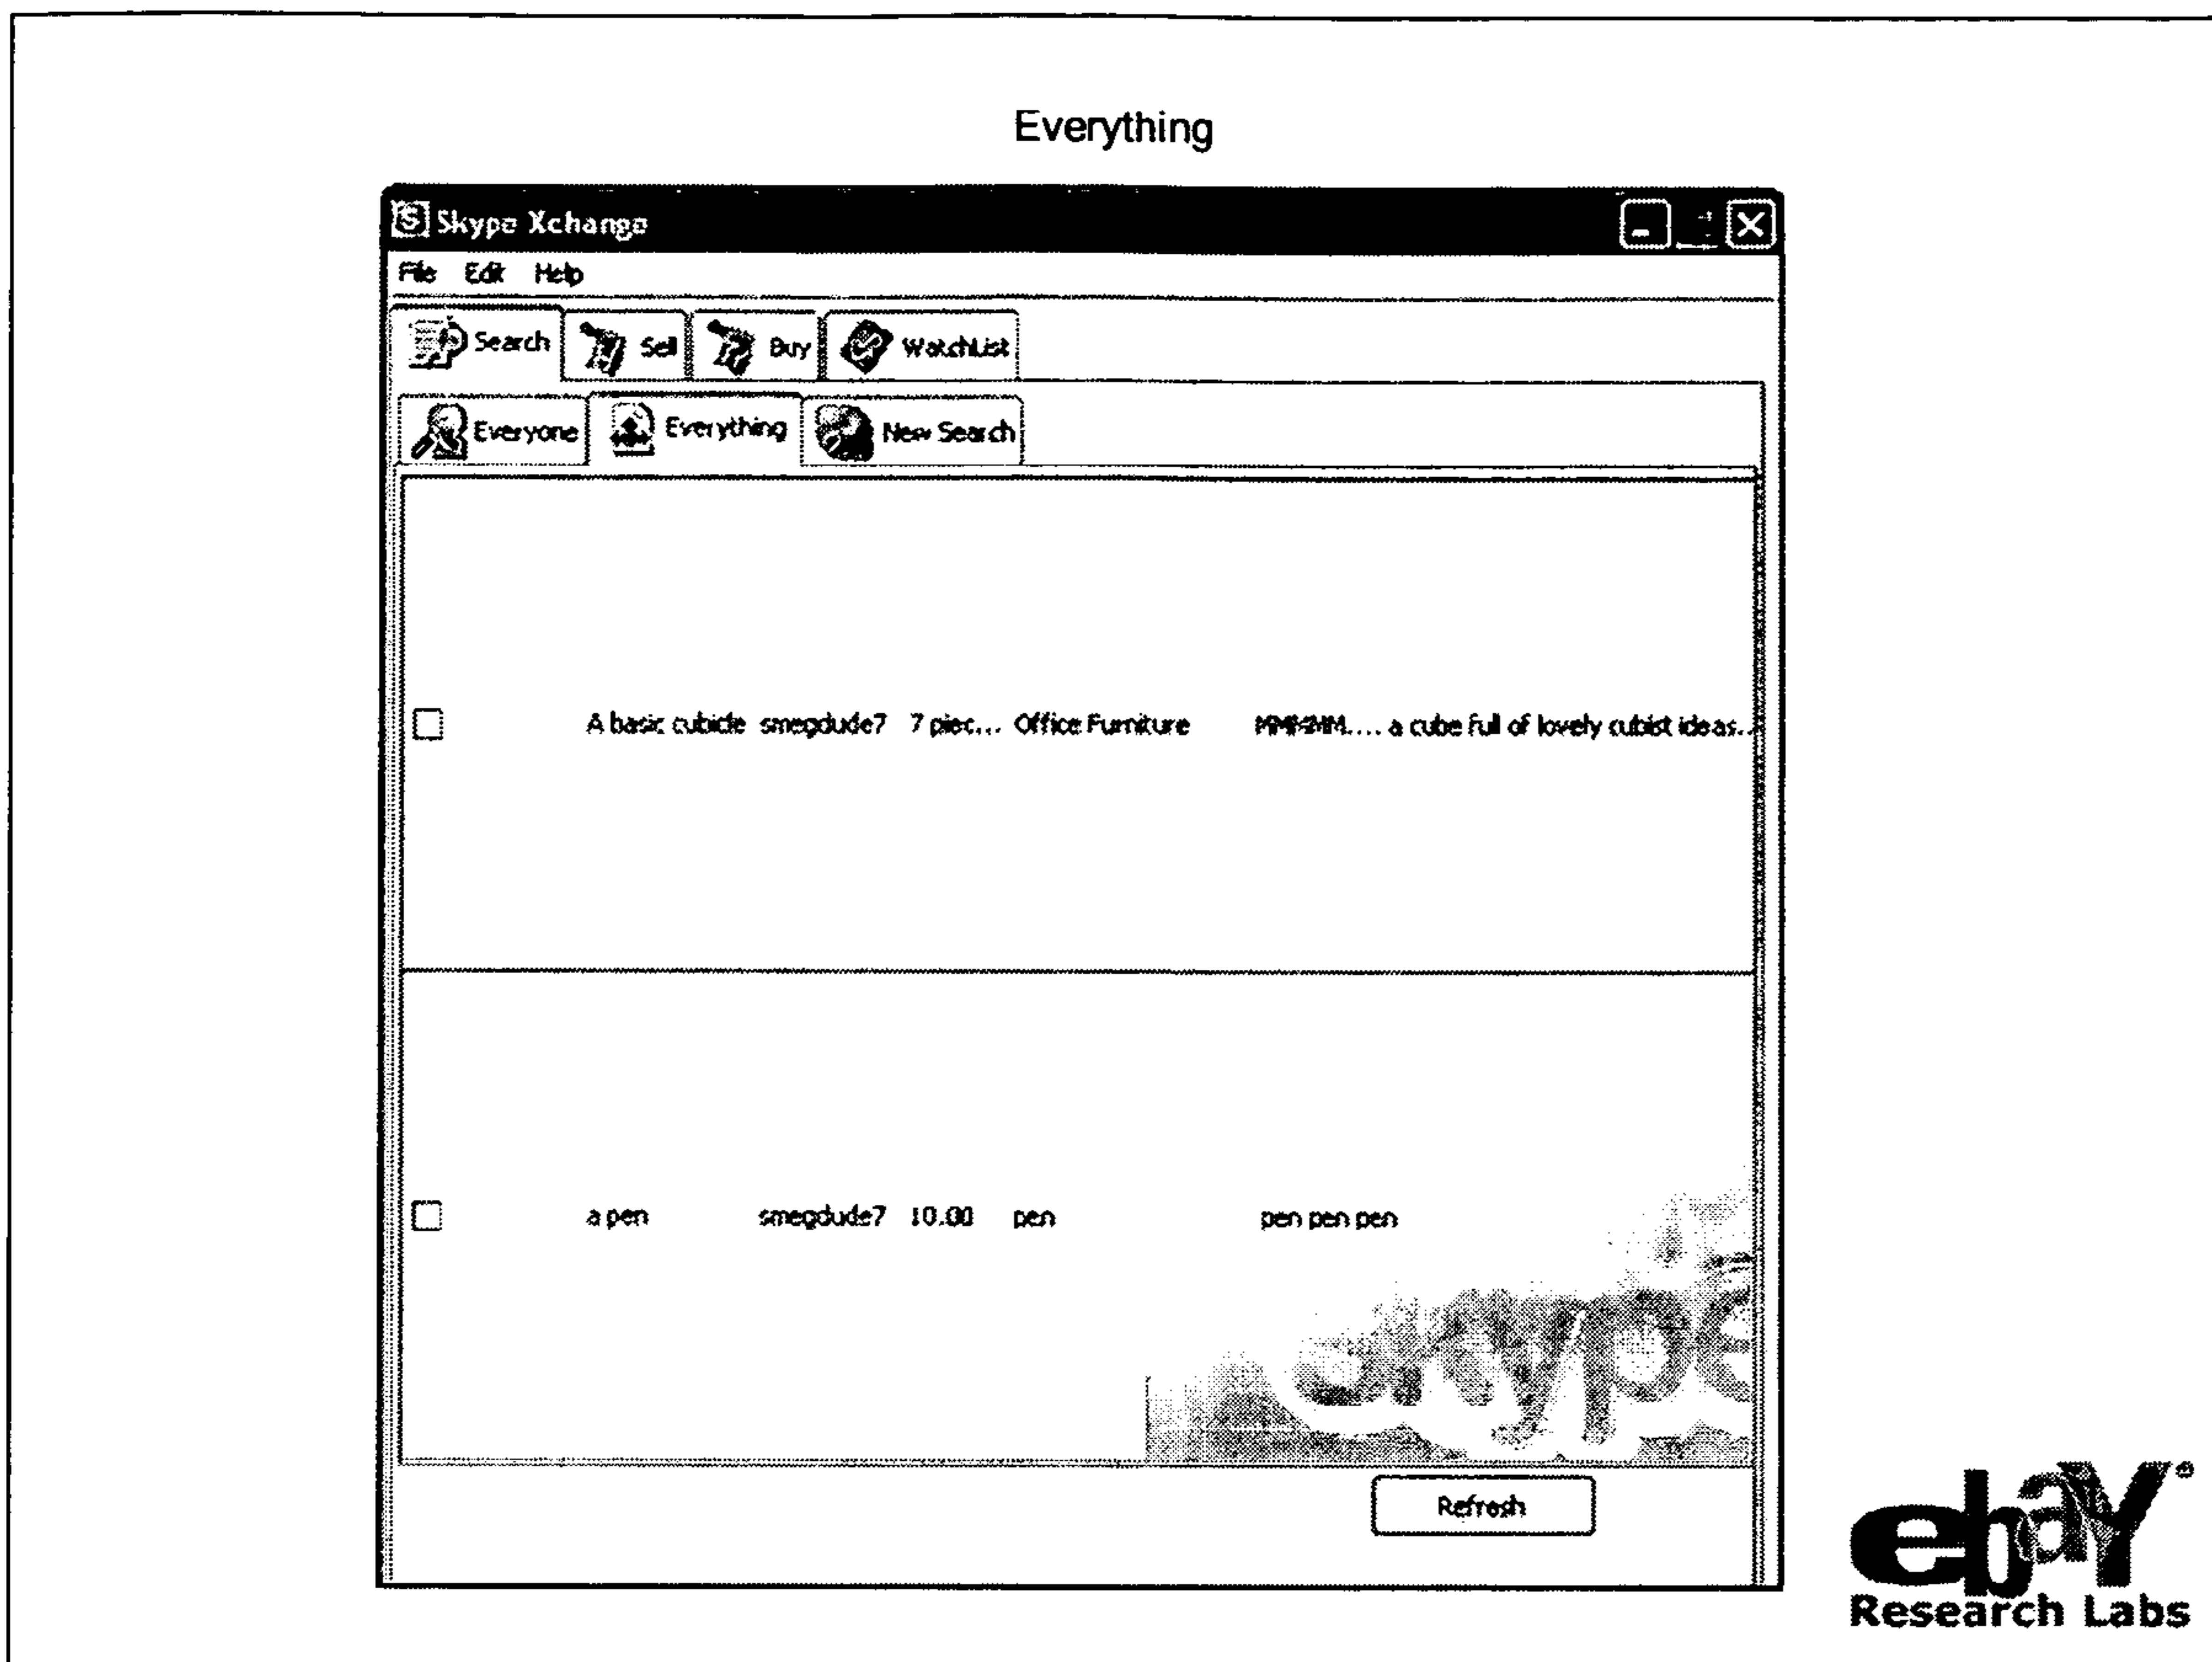 Everything
Skype Xchange
File Edit Help
Search Sell Buy WatchList
Everyone Everything New Search
A basic cubicle smegdude7 7 piec... Office Furniture .... a cube full of lovely cubist ideas..
a pen smegdude7 10.00 pen pen pen pen
skype
Refresh
ebay®
Research Labs